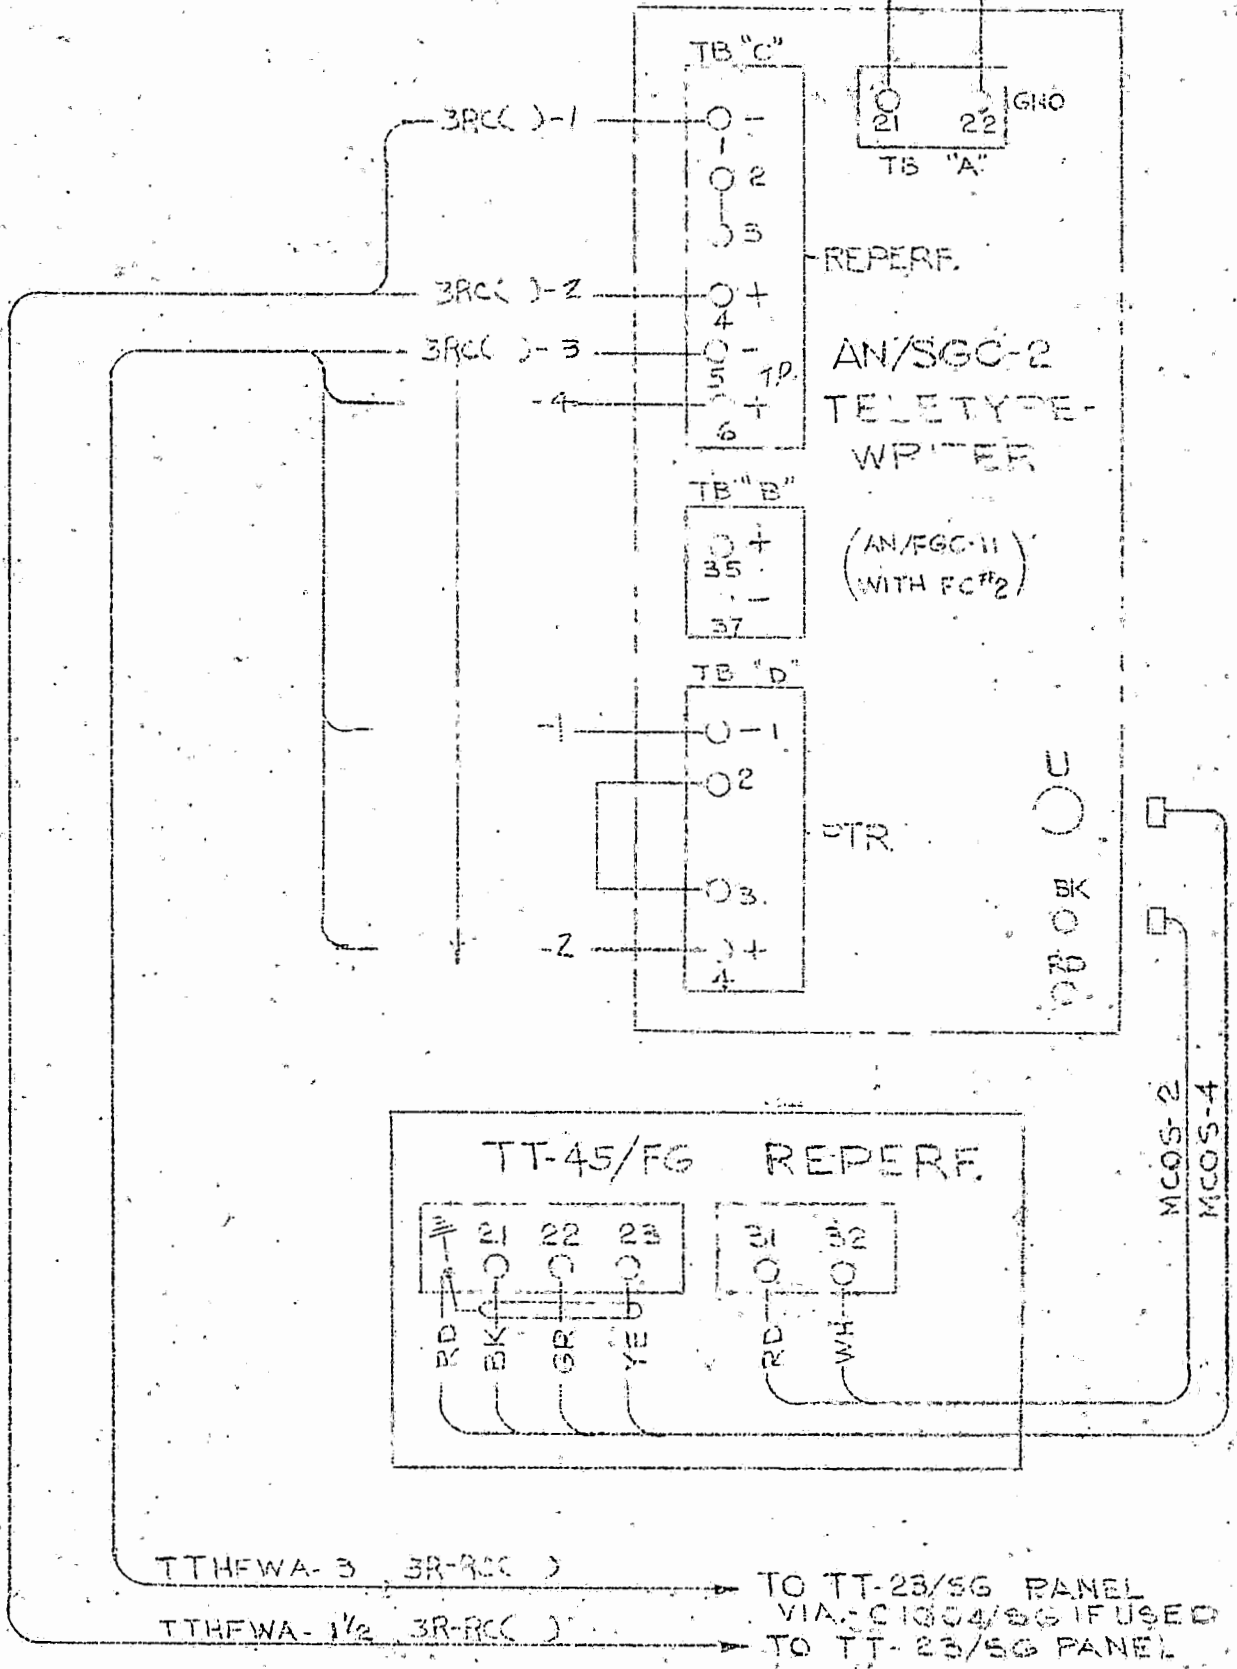 TB "C"
3RC( )-1
-
1
2
3
21
22
GND
TB "A"
REPERF.
3RC( )-2
+
4
3RC( )-3
-
5
T.D.
-4
+
6
AN/SGC-2
TELETYPE-
WRITER
TB "B"
+
35
-
37
(AN/FGC-11)
WITH FC#2)
TB "D"
-1
- 1
2
PTR.
3.
-2
+
4
U
BK
RD
MCOS-2
MCOS-4
TT-45/FG REPERF.
21 22 23
31 32
RD BK GR YE
RD WH
TTHFWA-3 3R-RC( )
TO TT-23/SG PANEL
VIA-C1004/SG IF USED
TTHFWA-1½ 3R-RC( )
TO TT-23/SG PANEL